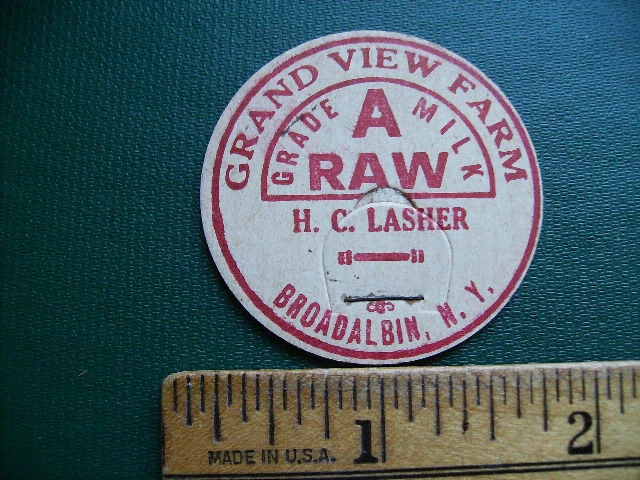 GRAND VIEW FARM
GRADE A MILK
RAW
H. C. LASHER
BROADALBIN, N. Y.
1 2
MADE IN U.S.A.